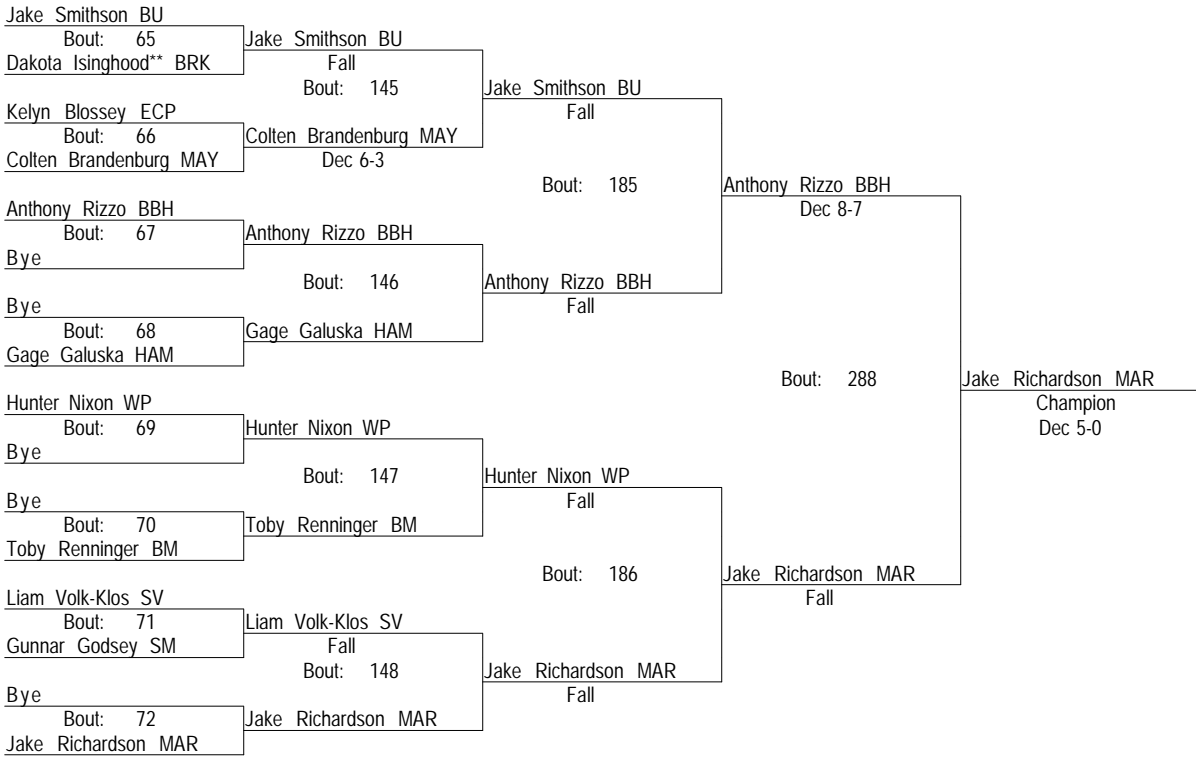 Jake Smithson BU
Bout: 65
Dakota Isinghood** BRK
Kelyn Blossey ECP
Bout: 66
Colten Brandenburg MAY
Anthony Rizzo BBH
Bout: 67
Bye
Bye
Bout: 68
Gage Galuska HAM
Hunter Nixon WP
Bout: 69
Bye
Bye
Bout: 70
Toby Renninger BM
Liam Volk-Klos SV
Bout: 71
Gunnar Godsey SM
Bye
Bout: 72
Jake Richardson MAR
Jake Smithson BU
Fall
Bout: 145
Colten Brandenburg MAY
Dec 6-3
Anthony Rizzo BBH
Bout: 146
Gage Galuska HAM
Hunter Nixon WP
Bout: 147
Toby Renninger BM
Liam Volk-Klos SV
Fall
Bout: 148
Jake Richardson MAR
Jake Smithson BU
Fall
Bout: 185
Anthony Rizzo BBH
Fall
Hunter Nixon WP
Fall
Bout: 186
Jake Richardson MAR
Fall
Anthony Rizzo BBH
Dec 8-7
Bout: 288
Jake Richardson MAR
Fall
Jake Richardson MAR
Champion
Dec 5-0